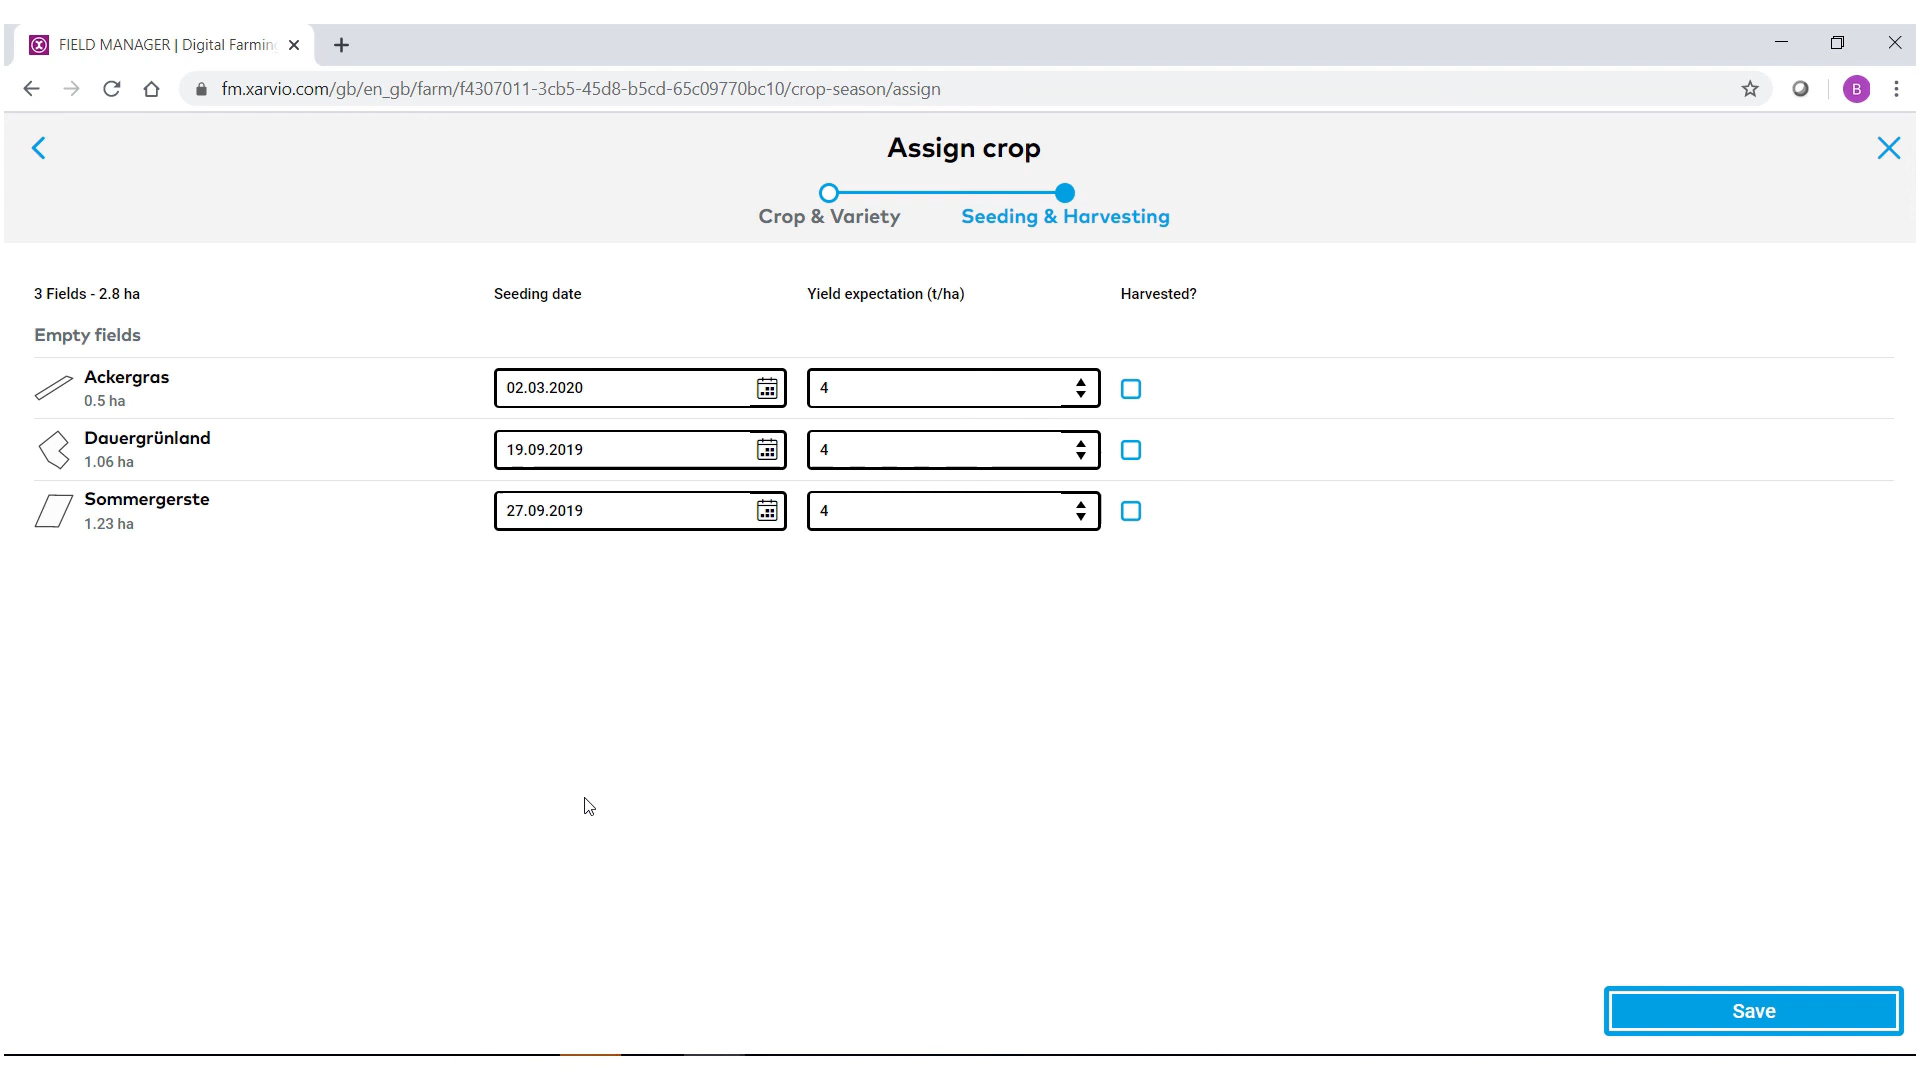 FIELD MANAGER | Digital Farming
fm.xarvio.com/gb/en_gb/farm/f4307011-3cb5-45d8-b5cd-65c09770bc10/crop-season/assign
B
Assign crop
Crop & Variety
Seeding & Harvesting
3 Fields - 2.8 ha
Seeding date
Yield expectation (t/ha)
Harvested?
Empty fields
Ackergras
0.5 ha
02.03.2020
4
Dauergrünland
1.06 ha
19.09.2019
4
Sommergerste
1.23 ha
27.09.2019
4
Save